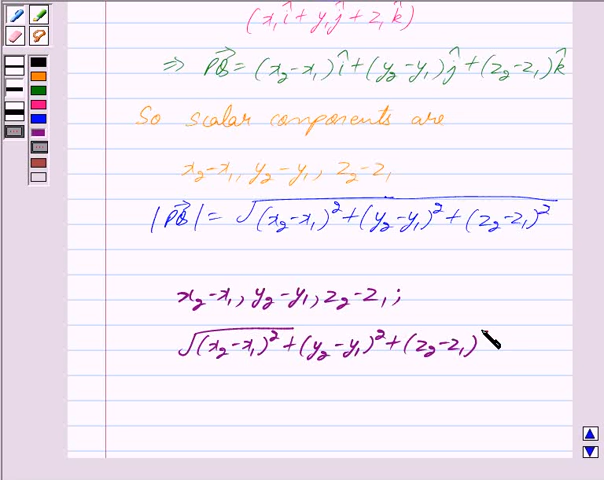 (x₁î + y₁ĵ + z₁k̂)
⇒ PQ⃗ = (x₂-x₁)î + (y₂-y₁)ĵ + (z₂-z₁)k̂
So scalar components are
x₂-x₁, y₂-y₁, z₂-z₁
|PQ⃗| = √(x₂-x₁)² + (y₂-y₁)² + (z₂-z₁)²
x₂-x₁, y₂-y₁, z₂-z₁;
√(x₂-x₁)² + (y₂-y₁)² + (z₂-z₁)